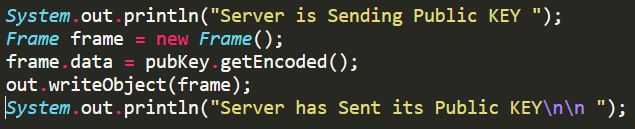 System.out.println("Server is Sending Public KEY ");
Frame frame = new Frame();
frame.data = pubKey.getEncoded();
out.writeObject(frame);
System.out.println("Server has Sent its Public KEY\n\n ");